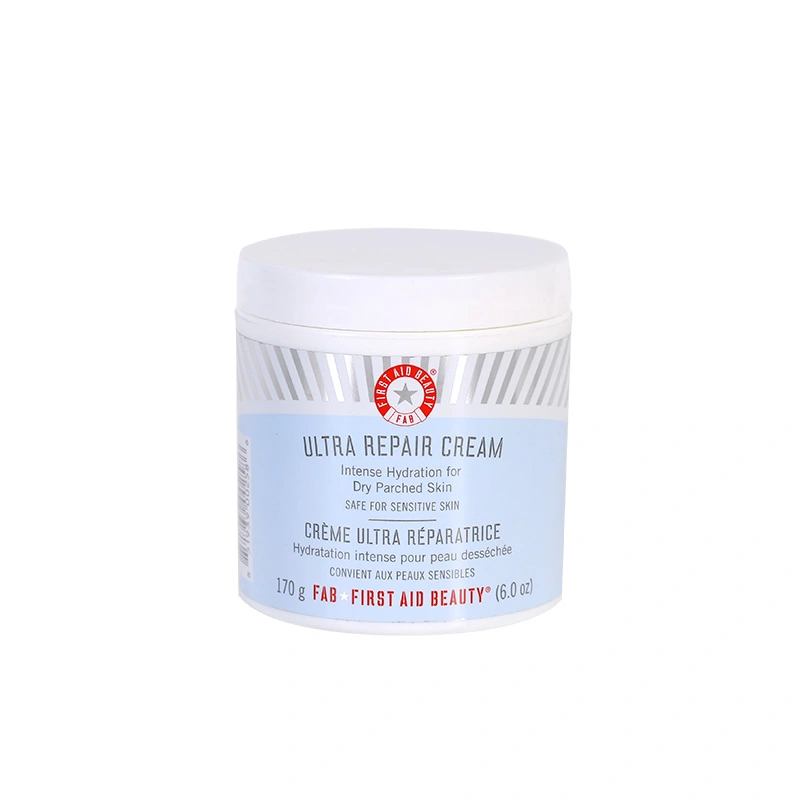 FIRST AID BEAUTY®
FAB
ULTRA REPAIR CREAM
Intense Hydration for
Dry Parched Skin
SAFE FOR SENSITIVE SKIN
CRÈME ULTRA RÉPARATRICE
Hydratation intense pour peau desséchée
CONVIENT AUX PEAUX SENSIBLES
170 g FAB★FIRST AID BEAUTY® (6.0 oz)